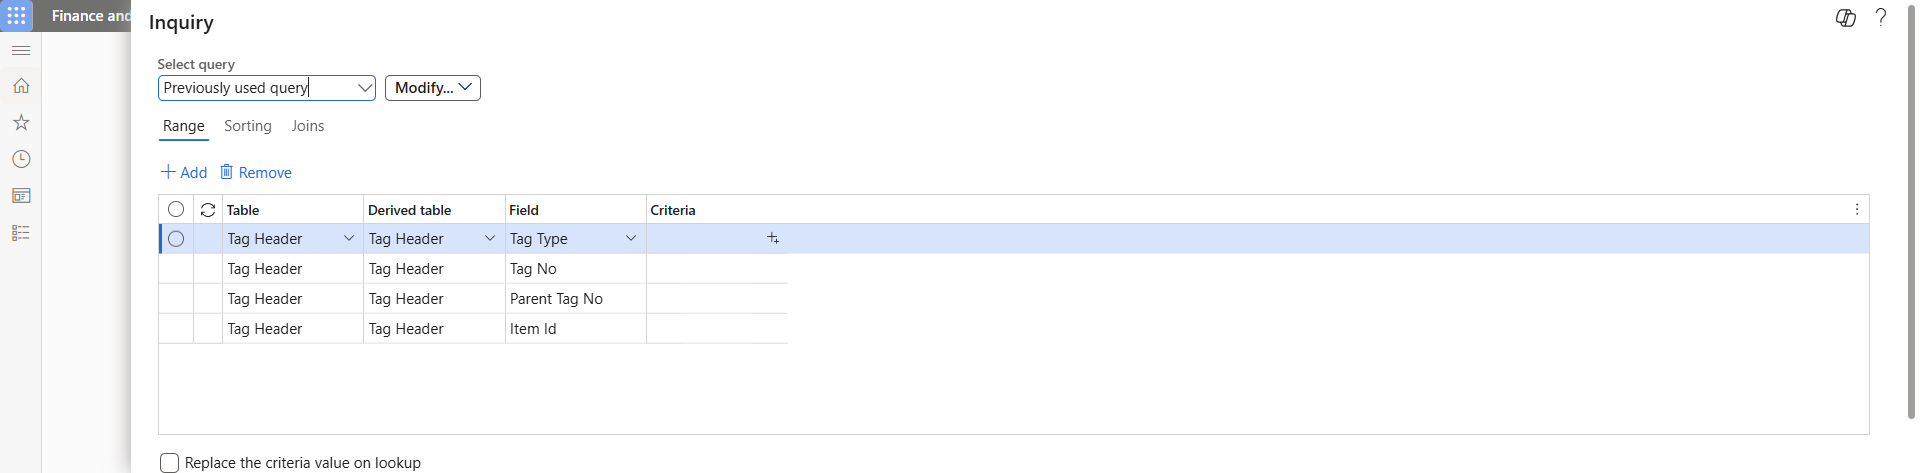 Finance and
Inquiry
?
Select query
Previously used query
Modify...
Range Sorting Joins
Add Remove
Table Derived table Field Criteria
Tag Header Tag Header Tag Type
Tag Header Tag Header Tag No
Tag Header Tag Header Parent Tag No
Tag Header Tag Header Item Id
Replace the criteria value on lookup